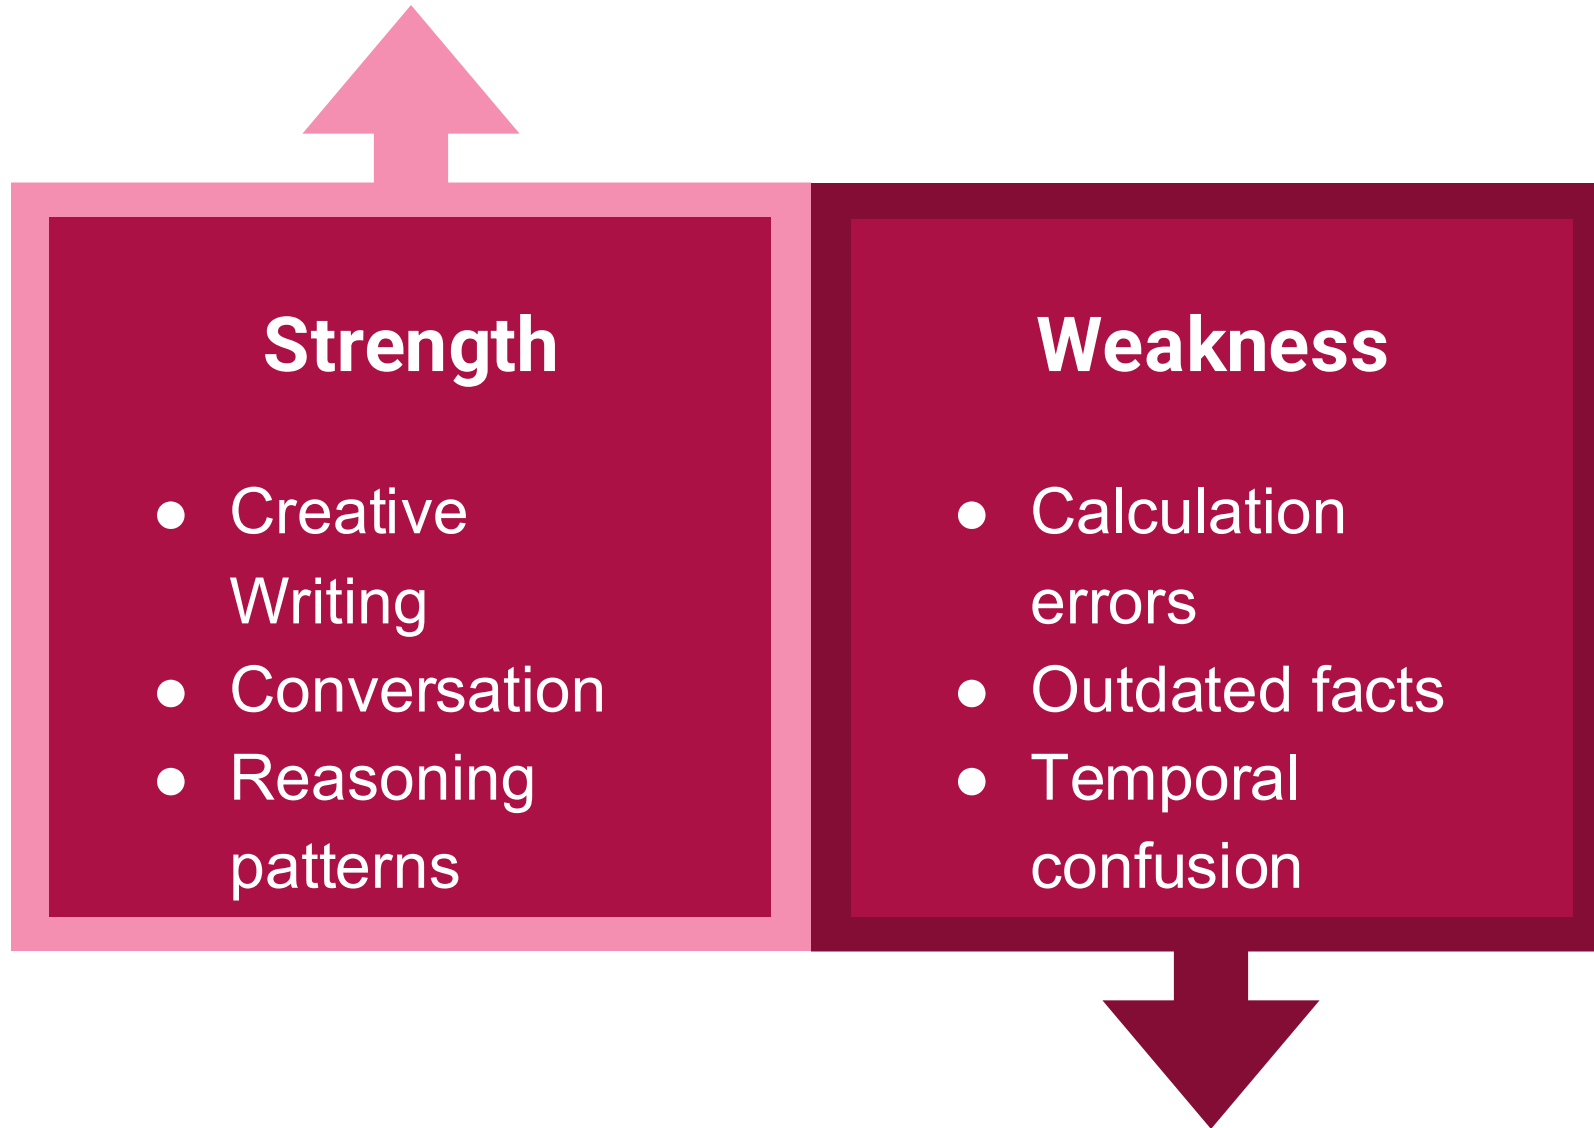 Strength
● Creative
Writing
● Conversation
● Reasoning
patterns
Weakness
● Calculation
errors
● Outdated facts
● Temporal
confusion